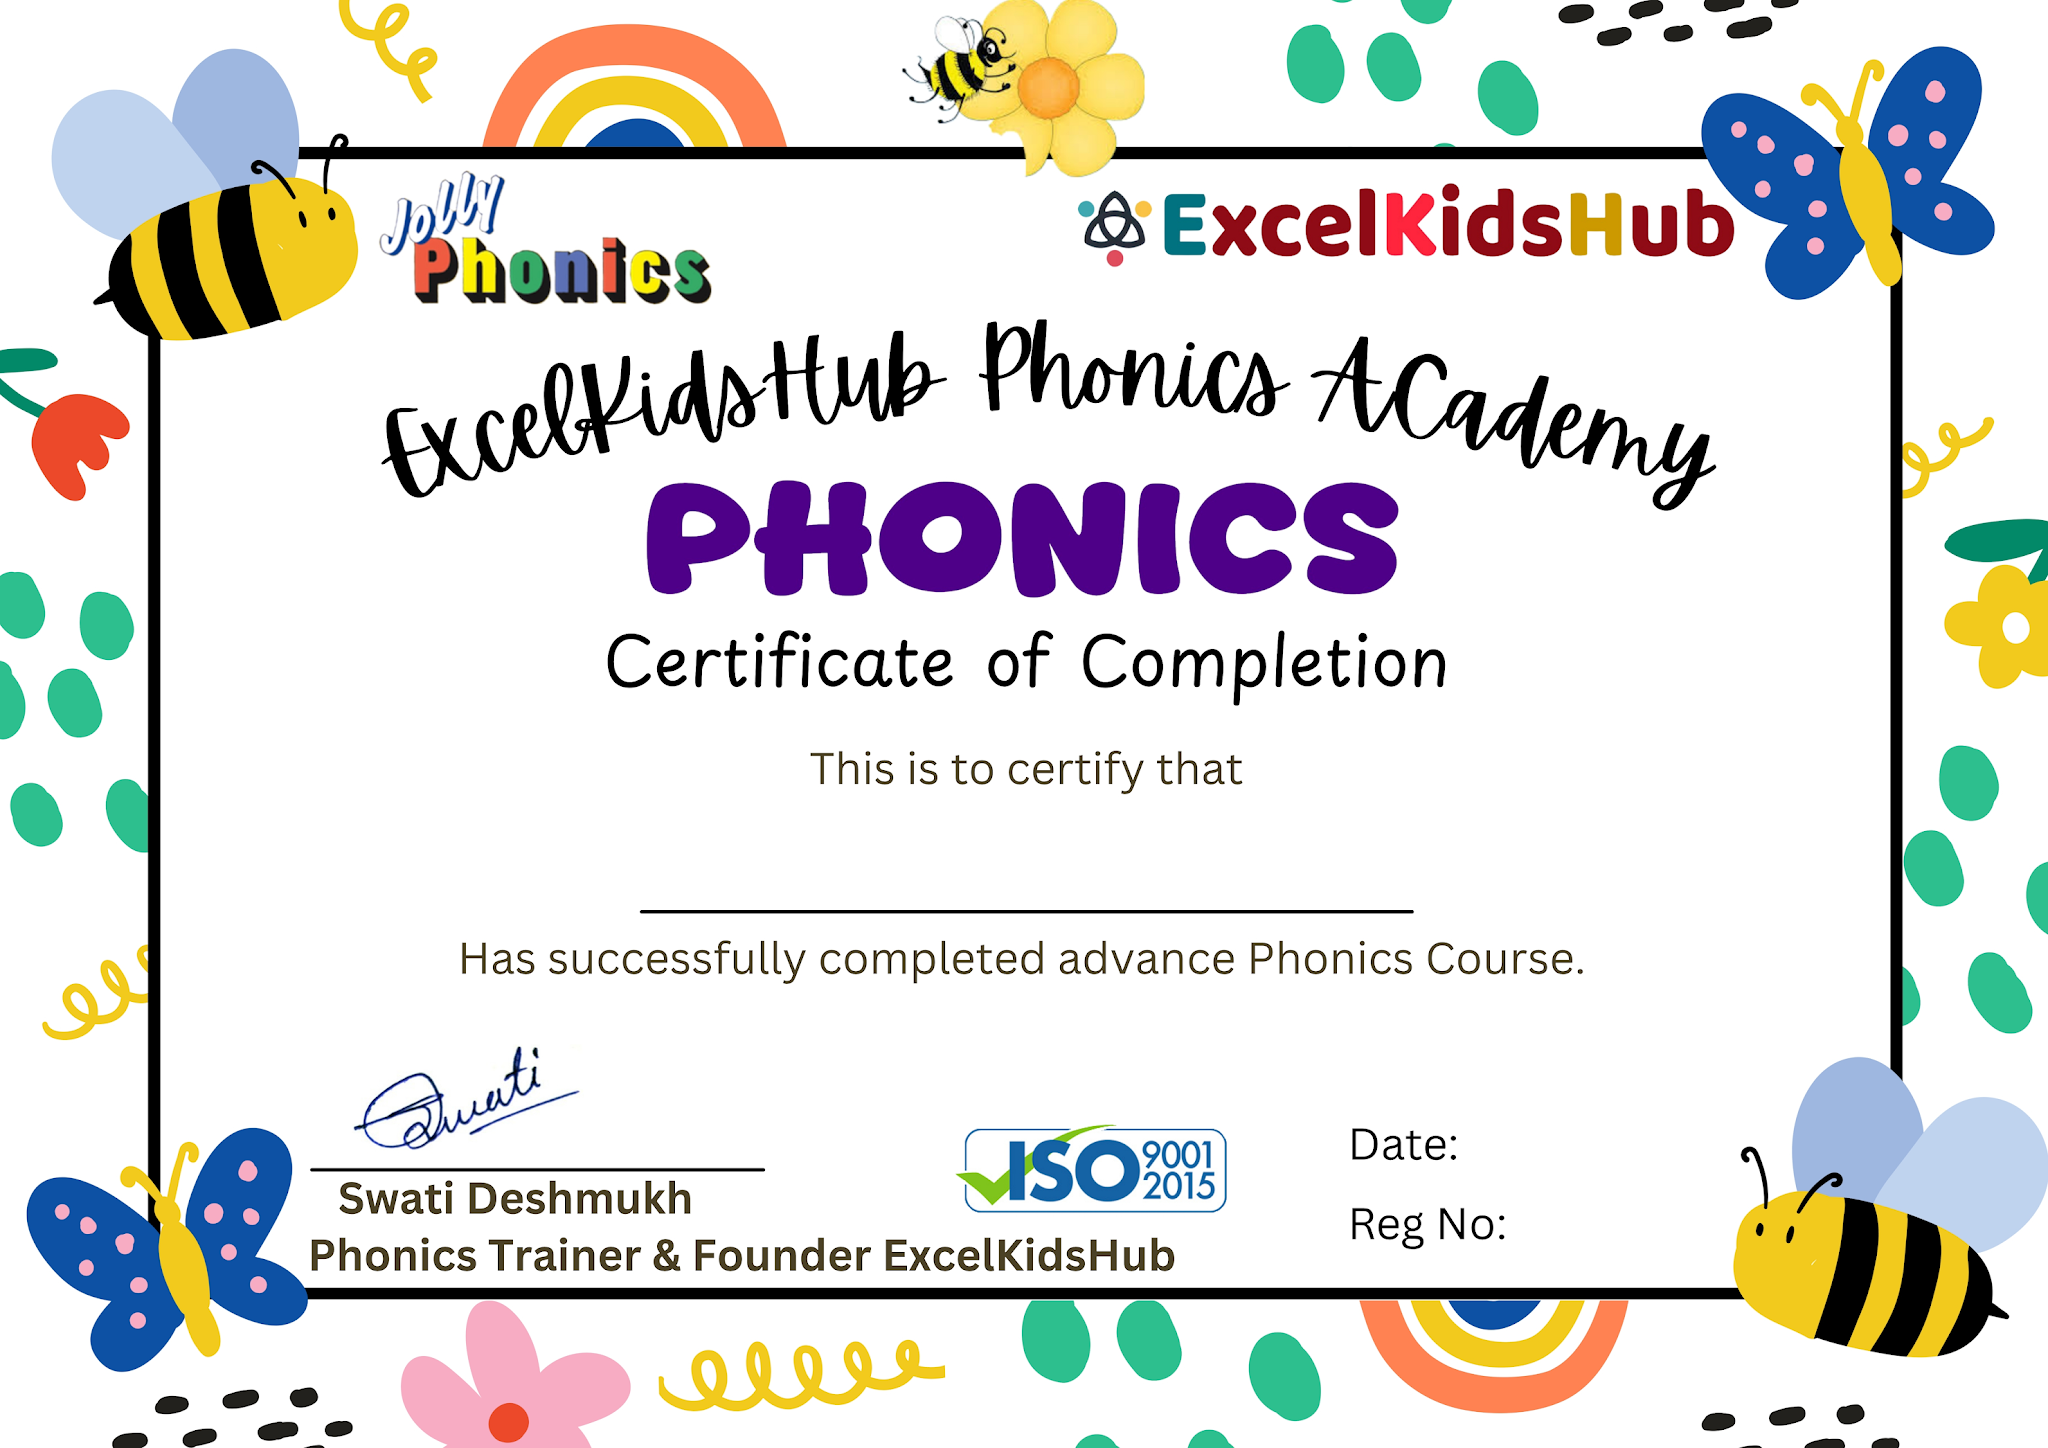 Jolly
Phonics
ExcelKidsHub
ExcelKidsHub Phonics ACademy
PHONICS
Certificate of Completion
This is to certify that
Has successfully completed advance Phonics Course.
Swati
Swati Deshmukh
Phonics Trainer & Founder ExcelKidsHub
ISO 9001
2015
Date:
Reg No: